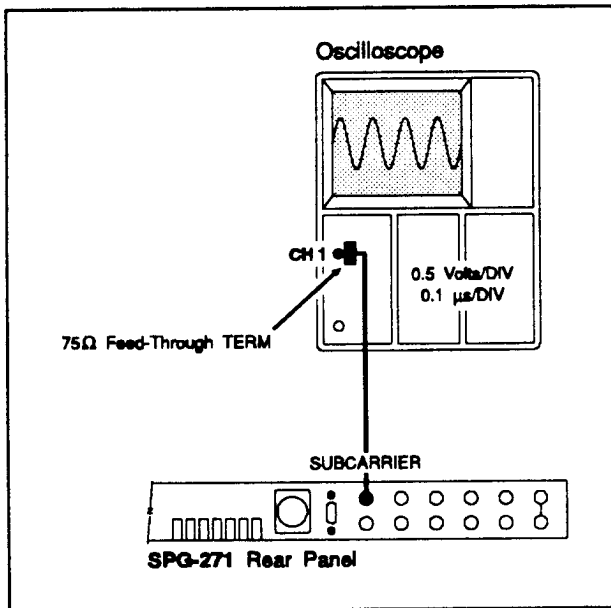 Oscilloscope
CH 1
0.5 Volts/DIV
0.1 µs/DIV
75Ω Feed-Through TERM
SUBCARRIER
SPG-271 Rear Panel